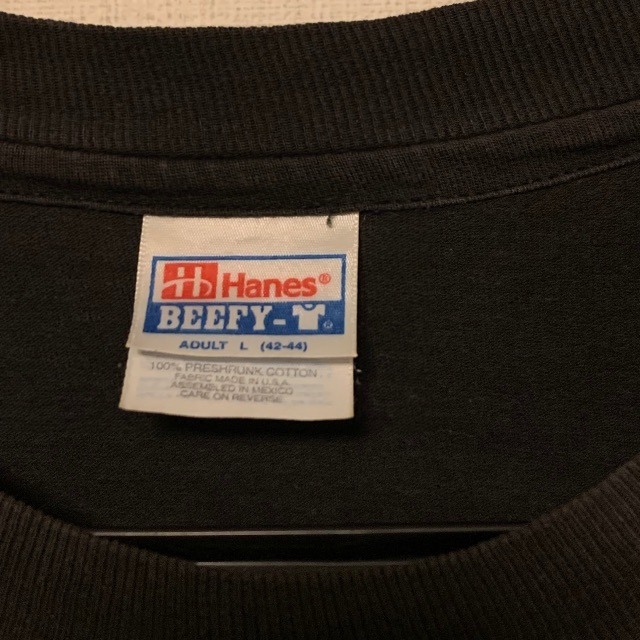 Hanes®
BEEFY-T®
ADULT L (42-44)
100% PRESHRUNK COTTON
FABRIC MADE IN U.S.A.
ASSEMBLED IN MEXICO
CARE ON REVERSE